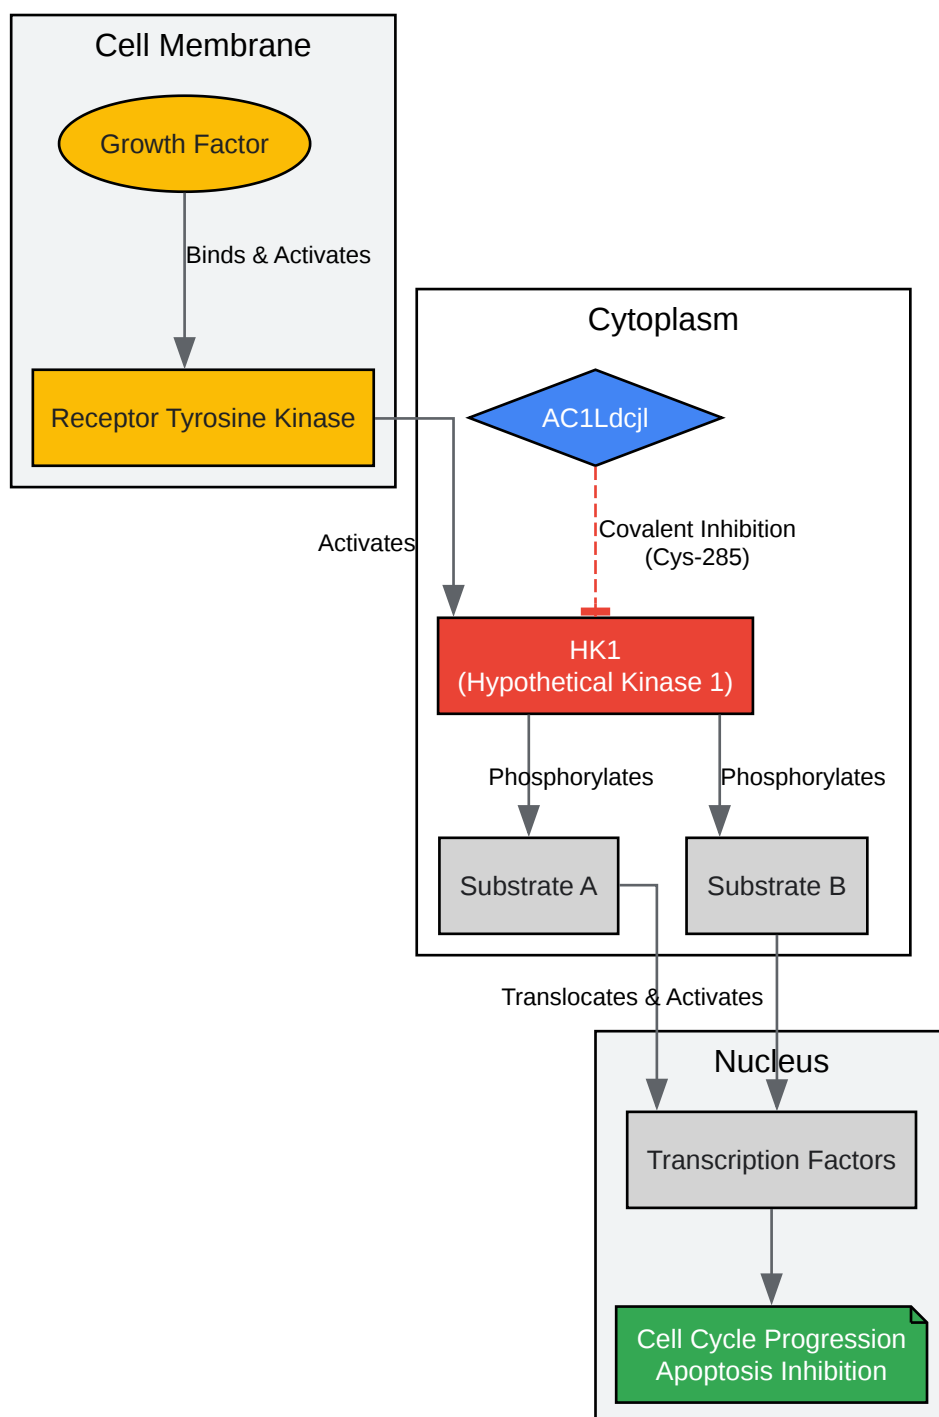 Cell Membrane
Growth Factor
Binds & Activates
Receptor Tyrosine Kinase
Cytoplasm
AC1Ldcjl
Activates
Covalent Inhibition
(Cys-285)
HK1
(Hypothetical Kinase 1)
Phosphorylates
Phosphorylates
Substrate A
Substrate B
Translocates & Activates
Nucleus
Transcription Factors
Cell Cycle Progression
Apoptosis Inhibition